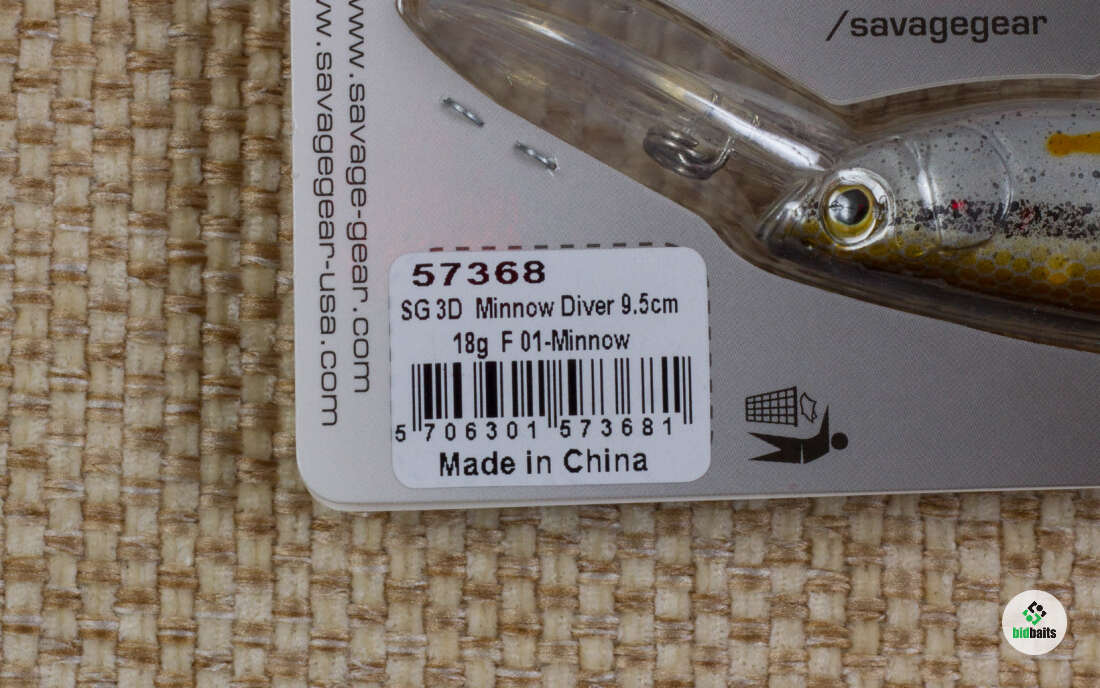 /savagegear
www.savage-gear.com
www.savagegear-usa.com
57368
SG 3D Minnow Diver 9.5cm
18g F 01-Minnow
5 706301 573681
Made in China
bidbaits